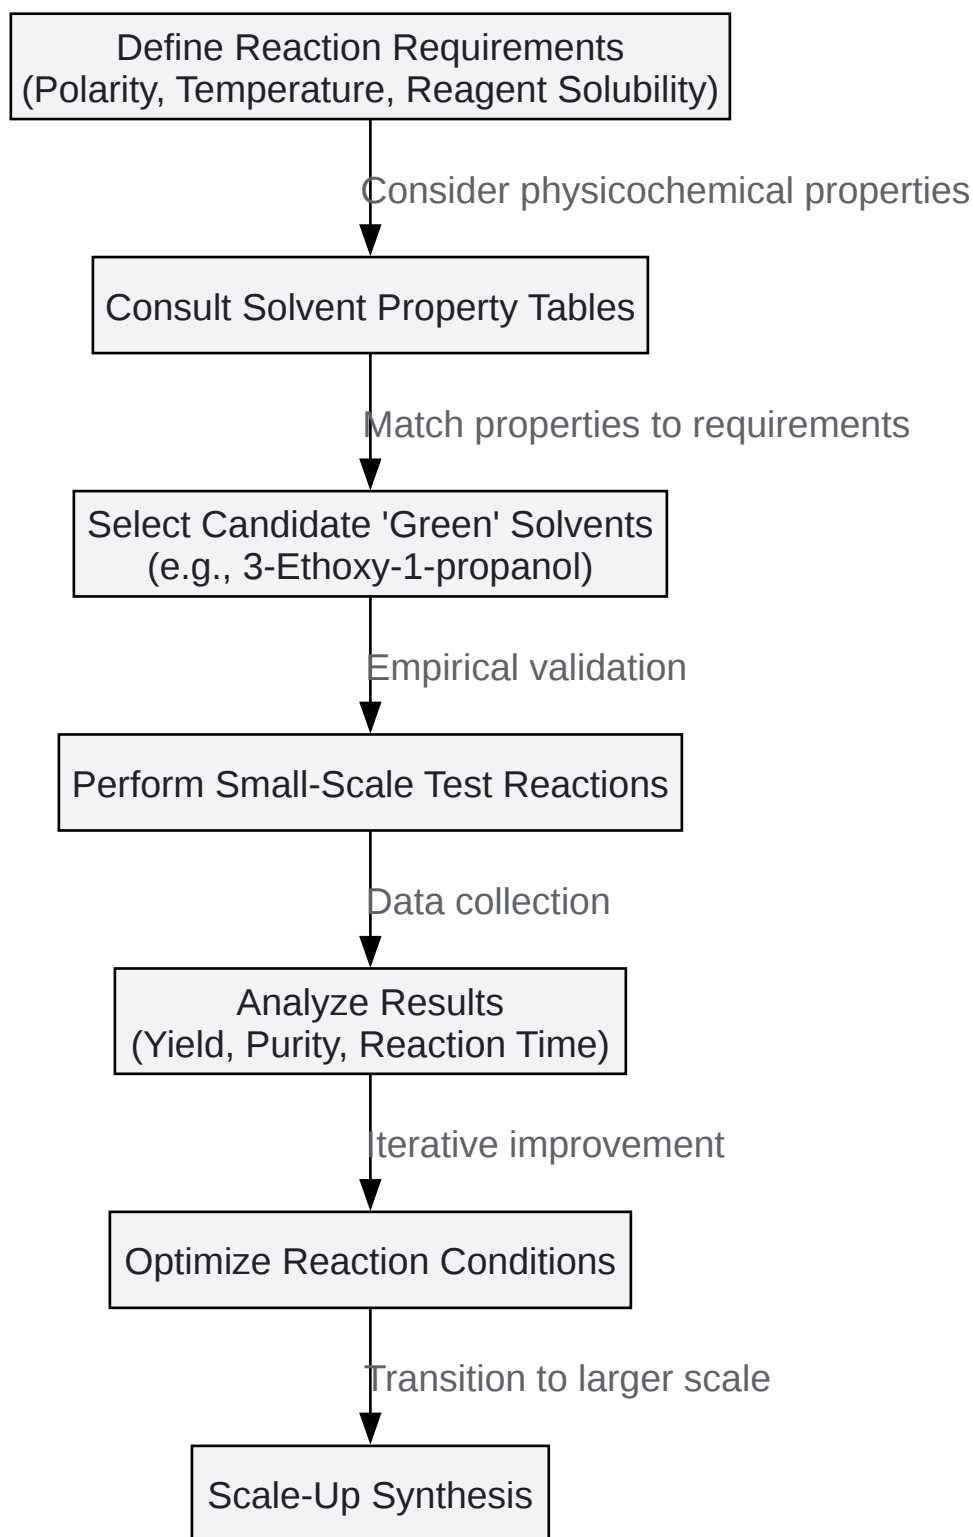 Define Reaction Requirements
(Polarity, Temperature, Reagent Solubility)
Consider physicochemical properties
Consult Solvent Property Tables
Match properties to requirements
Select Candidate 'Green' Solvents
(e.g., 3-Ethoxy-1-propanol)
Empirical validation
Perform Small-Scale Test Reactions
Data collection
Analyze Results
(Yield, Purity, Reaction Time)
Iterative improvement
Optimize Reaction Conditions
Transition to larger scale
Scale-Up Synthesis